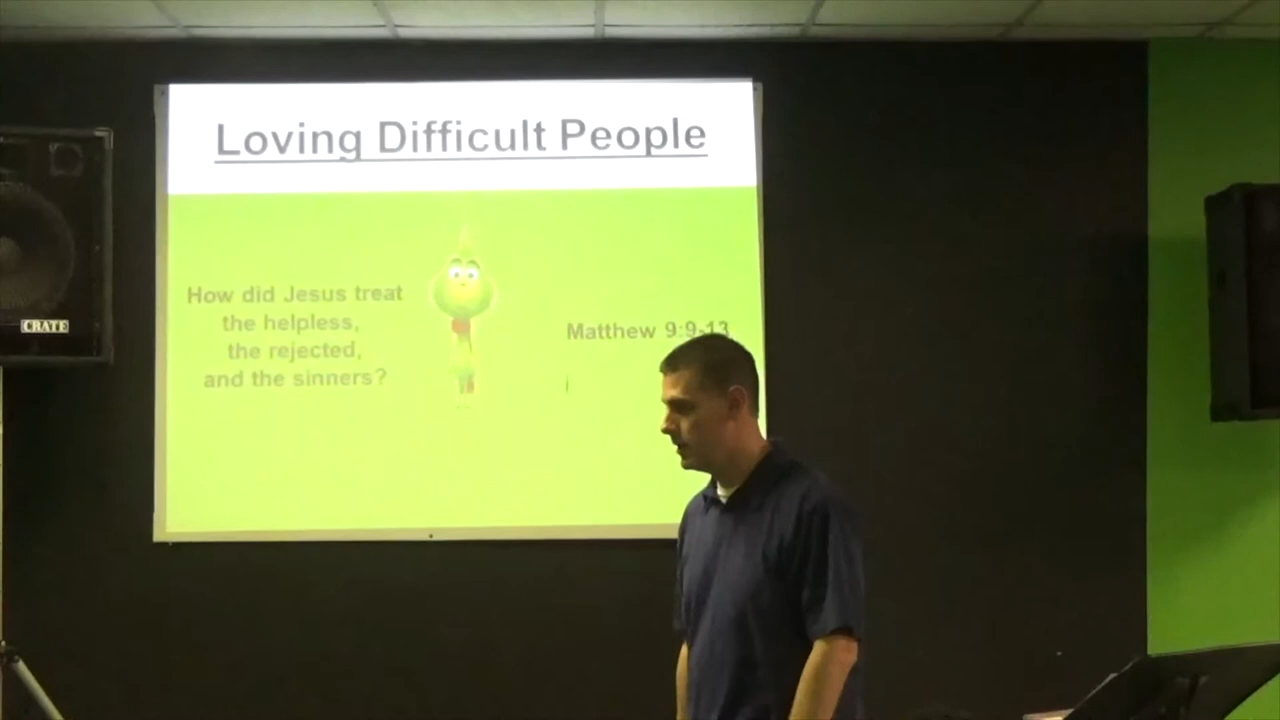 Loving Difficult People
How did Jesus treat
the helpless,
the rejected,
and the sinners?
Matthew 9:9-13
CRATE